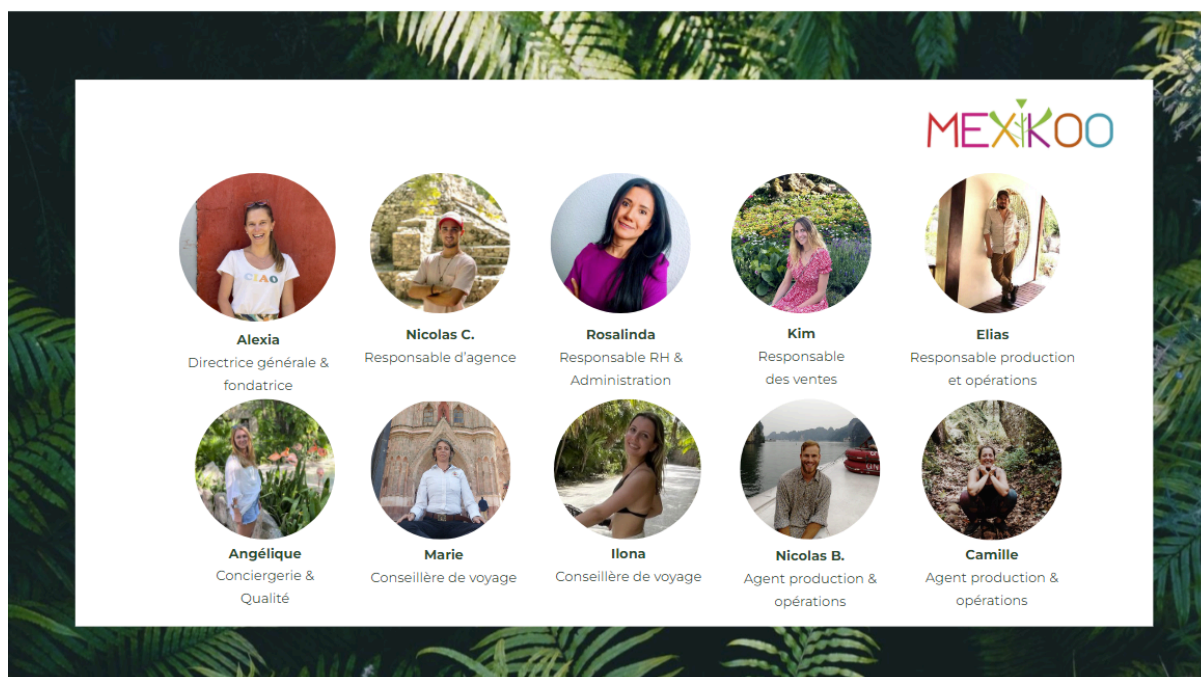 MEXIKOO
CIAO
Alexia
Directrice générale &
fondatrice
Nicolas C.
Responsable d'agence
Rosalinda
Responsable RH &
Administration
Kim
Responsable
des ventes
Elias
Responsable production
et opérations
Angélique
Conciergerie &
Qualité
Marie
Conseillère de voyage
Ilona
Conseillère de voyage
Nicolas B.
Agent production &
opérations
Camille
Agent production &
opérations